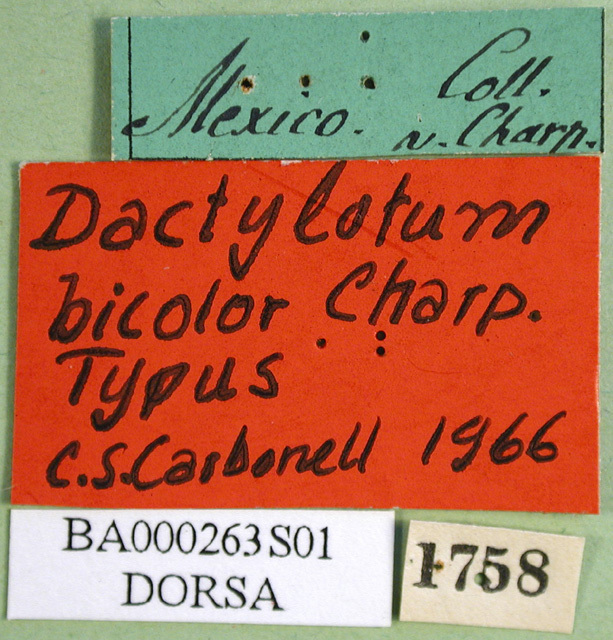 Mexico. Coll.
v. Charp.
Dactylotum
bicolor Charp.
Typus
C.S.Carbonell 1966
BA000263S01
DORSA
1758